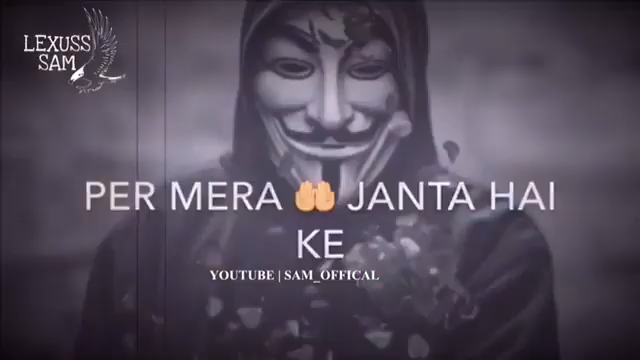 LEXUSS
SAM
PER MERA 🤲 JANTA HAI
KE
YOUTUBE | SAM_OFFICAL